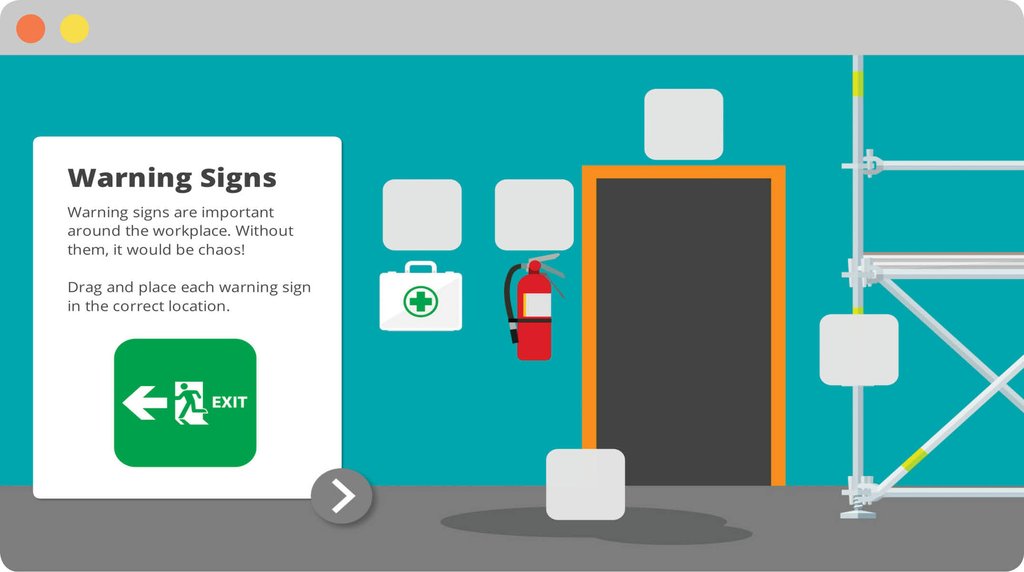 Warning Signs
Warning signs are important
around the workplace. Without
them, it would be chaos!
Drag and place each warning sign
in the correct location.
EXIT